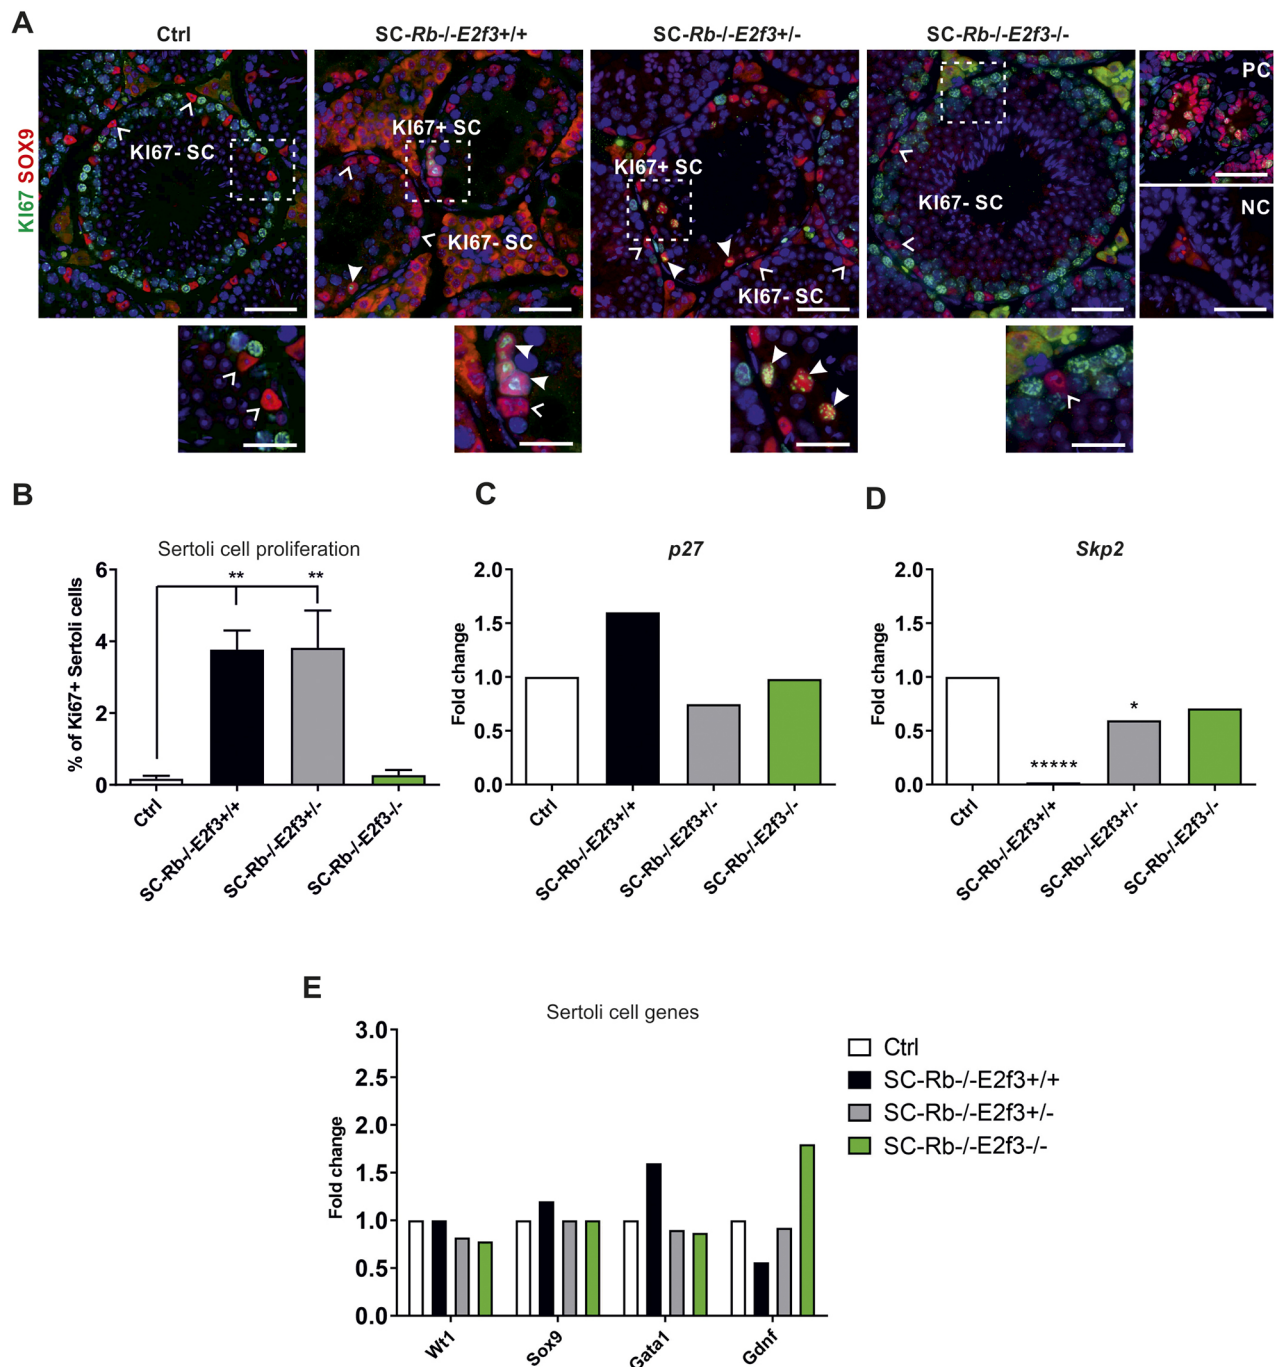 A
Ctrl
SC-Rb-/-E2f3+/+
SC-Rb-/-E2f3+/-
SC-Rb-/-E2f3-/-
KI67 SOX9
KI67- SC
KI67+ SC
KI67- SC
KI67+ SC
KI67- SC
KI67- SC
PC
NC
B
Sertoli cell proliferation
% of Ki67+ Sertoli cells
6
4
2
0
**
**
Ctrl
SC-Rb-/-E2f3+/+
SC-Rb-/-E2f3+/-
SC-Rb-/-E2f3-/-
C
p27
Fold change
2.0
1.5
1.0
0.5
0.0
Ctrl
SC-Rb-/-E2f3+/+
SC-Rb-/-E2f3+/-
SC-Rb-/-E2f3-/-
D
Skp2
Fold change
2.0
1.5
1.0
0.5
0.0
*****
*
Ctrl
SC-Rb-/-E2f3+/+
SC-Rb-/-E2f3+/-
SC-Rb-/-E2f3-/-
E
Sertoli cell genes
Fold change
3.0
2.5
2.0
1.5
1.0
0.5
0.0
Wt1
Sox9
Gata1
Gdnf
Ctrl
SC-Rb-/-E2f3+/+
SC-Rb-/-E2f3+/-
SC-Rb-/-E2f3-/-